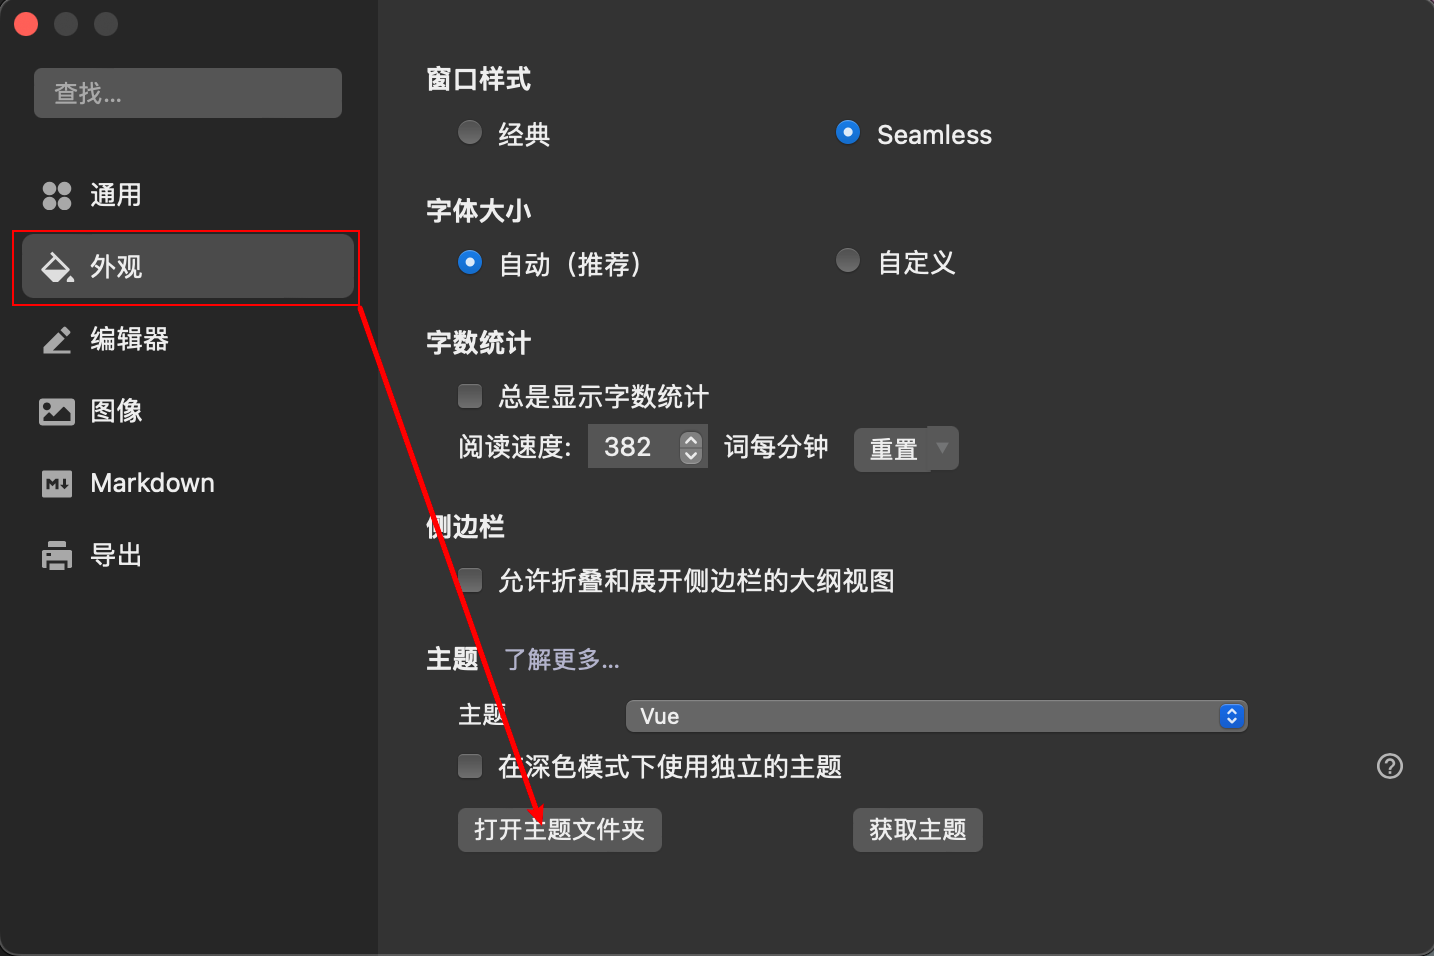 查找...
通用
外观
编辑器
图像
Markdown
导出
窗口样式
经典 Seamless
字体大小
自动（推荐） 自定义
字数统计
总是显示字数统计
阅读速度: 382 词每分钟 重置
侧边栏
允许折叠和展开侧边栏的大纲视图
主题 了解更多...
主题 Vue
在深色模式下使用独立的主题
打开主题文件夹 获取主题